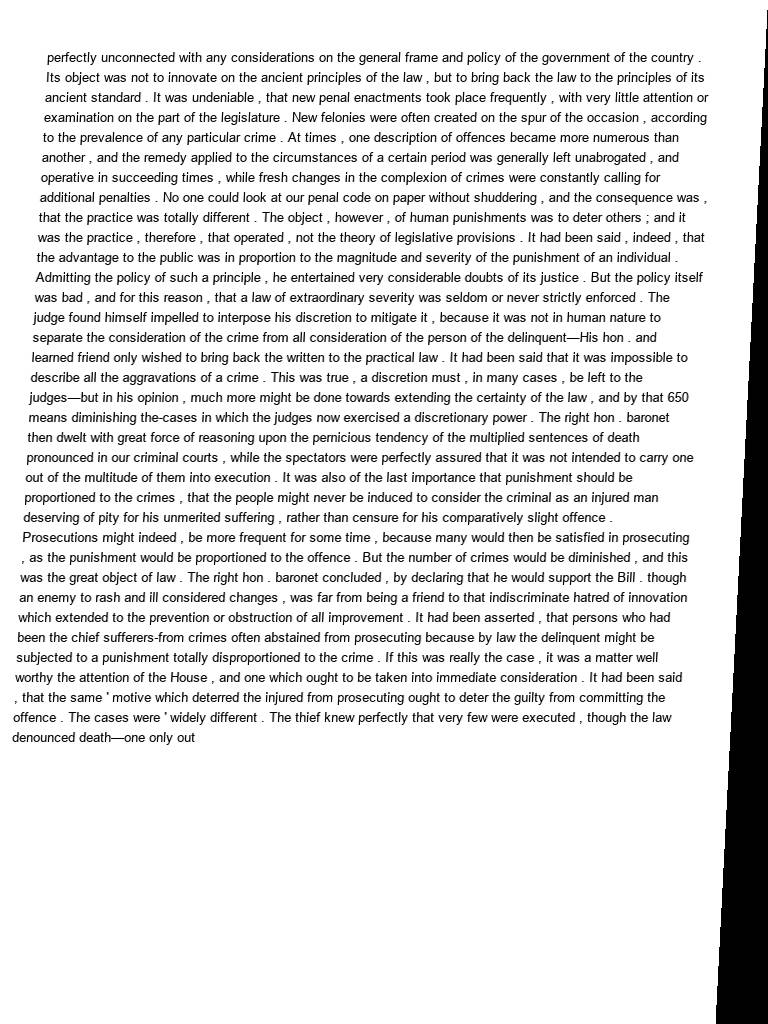 perfectly unconnected with any considerations on the general frame and policy of the government of the country .
Its object was not to innovate on the ancient principles of the law , but to bring back the law to the principles of its
ancient standard . It was undeniable , that new penal enactments took place frequently , with very little attention or
examination on the part of the legislature . New felonies were often created on the spur of the occasion , according
to the prevalence of any particular crime . At times , one description of offences became more numerous than
another , and the remedy applied to the circumstances of a certain period was generally left unabrogated , and
operative in succeeding times , while fresh changes in the complexion of crimes were constantly calling for
additional penalties . No one could look at our penal code on paper without shuddering , and the consequence was ,
that the practice was totally different . The object , however , of human punishments was to deter others ; and it
was the practice , therefore , that operated , not the theory of legislative provisions . It had been said , indeed , that
the advantage to the public was in proportion to the magnitude and severity of the punishment of an individual .
Admitting the policy of such a principle , he entertained very considerable doubts of its justice . But the policy itself
was bad , and for this reason , that a law of extraordinary severity was seldom or never strictly enforced . The
judge found himself impelled to interpose his discretion to mitigate it , because it was not in human nature to
separate the consideration of the crime from all consideration of the person of the delinquent—His hon . and
learned friend only wished to bring back the written to the practical law . It had been said that it was impossible to
describe all the aggravations of a crime . This was true , a discretion must , in many cases , be left to the
judges—but in his opinion , much more might be done towards extending the certainty of the law , and by that 650
means diminishing the-cases in which the judges now exercised a discretionary power . The right hon . baronet
then dwelt with great force of reasoning upon the pernicious tendency of the multiplied sentences of death
pronounced in our criminal courts , while the spectators were perfectly assured that it was not intended to carry one
out of the multitude of them into execution . It was also of the last importance that punishment should be
proportioned to the crimes , that the people might never be induced to consider the criminal as an injured man
deserving of pity for his unmerited suffering , rather than censure for his comparatively slight offence .
Prosecutions might indeed , be more frequent for some time , because many would then be satisfied in prosecuting
, as the punishment would be proportioned to the offence . But the number of crimes would be diminished , and this
was the great object of law . The right hon . baronet concluded , by declaring that he would support the Bill . though
an enemy to rash and ill considered changes , was far from being a friend to that indiscriminate hatred of innovation
which extended to the prevention or obstruction of all improvement . It had been asserted , that persons who had
been the chief sufferers-from crimes often abstained from prosecuting because by law the delinquent might be
subjected to a punishment totally disproportioned to the crime . If this was really the case , it was a matter well
worthy the attention of the House , and one which ought to be taken into immediate consideration . It had been said
, that the same ' motive which deterred the injured from prosecuting ought to deter the guilty from committing the
offence . The cases were ' widely different . The thief knew perfectly that very few were executed , though the law
denounced death—one only out